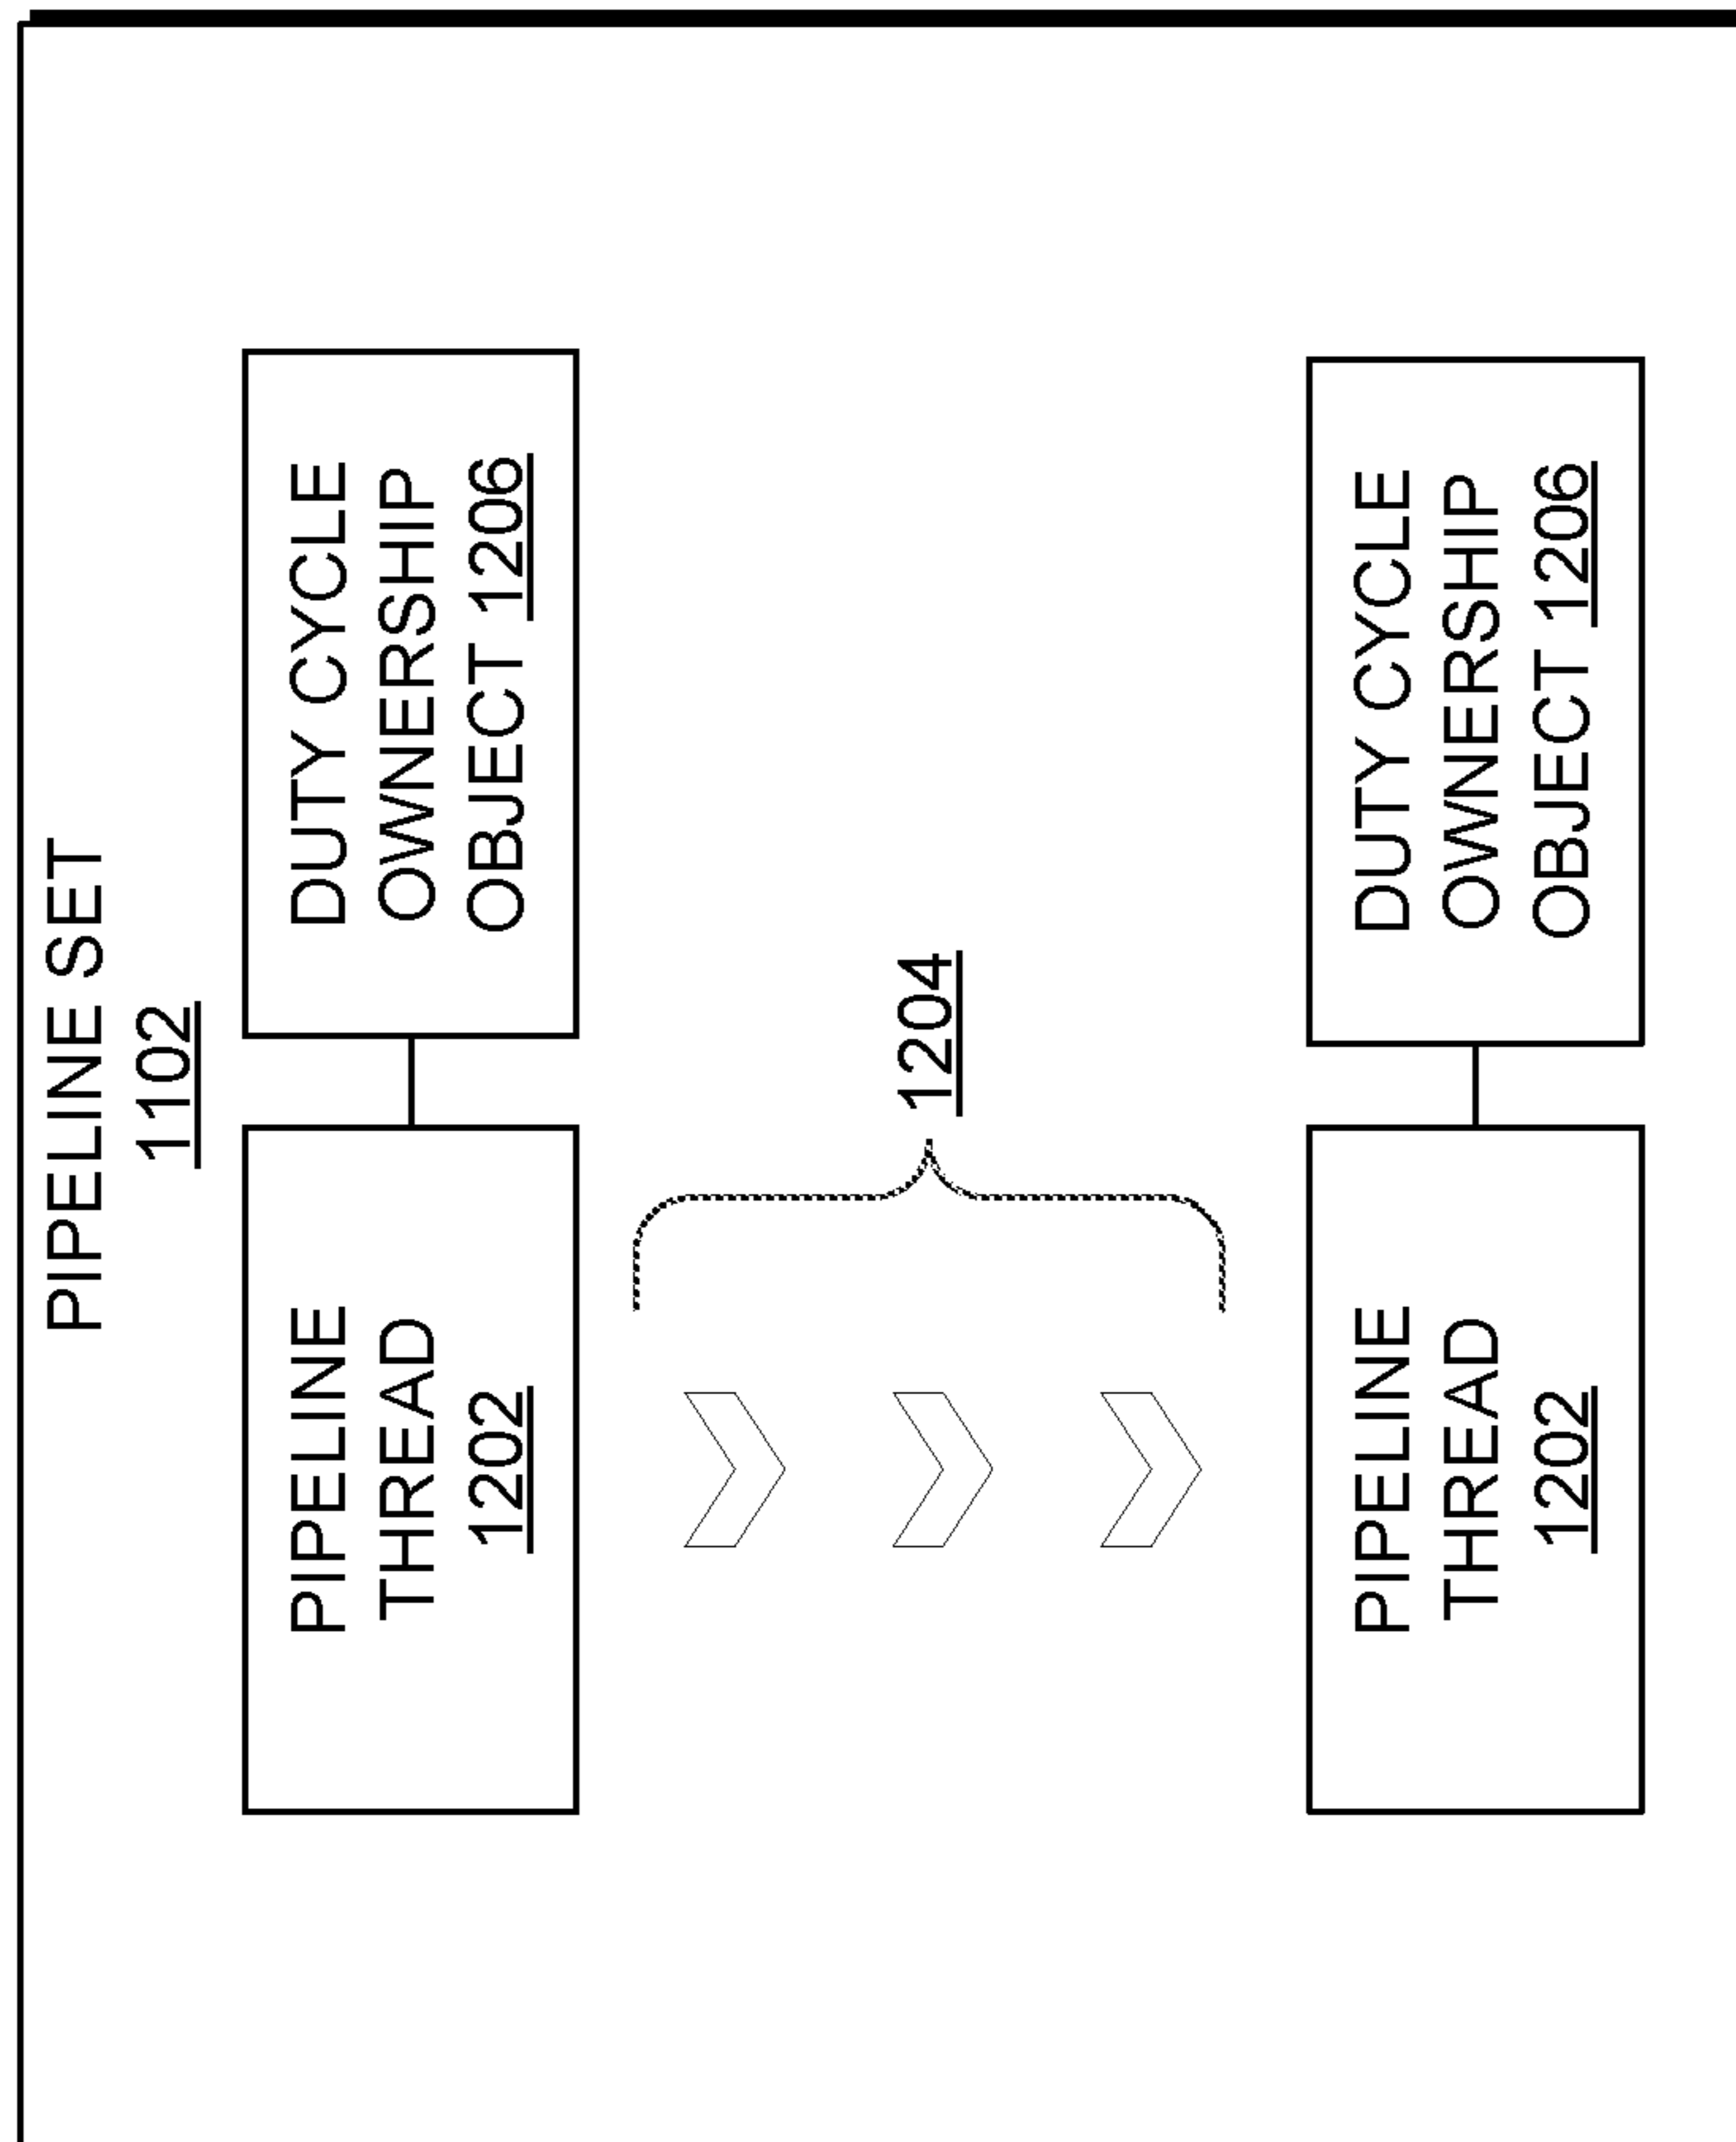 PIPELINE SET
1102
PIPELINE
THREAD
1202
DUTY CYCLE
OWNERSHIP
OBJECT 1206
1204
PIPELINE
THREAD
1202
DUTY CYCLE
OWNERSHIP
OBJECT 1206